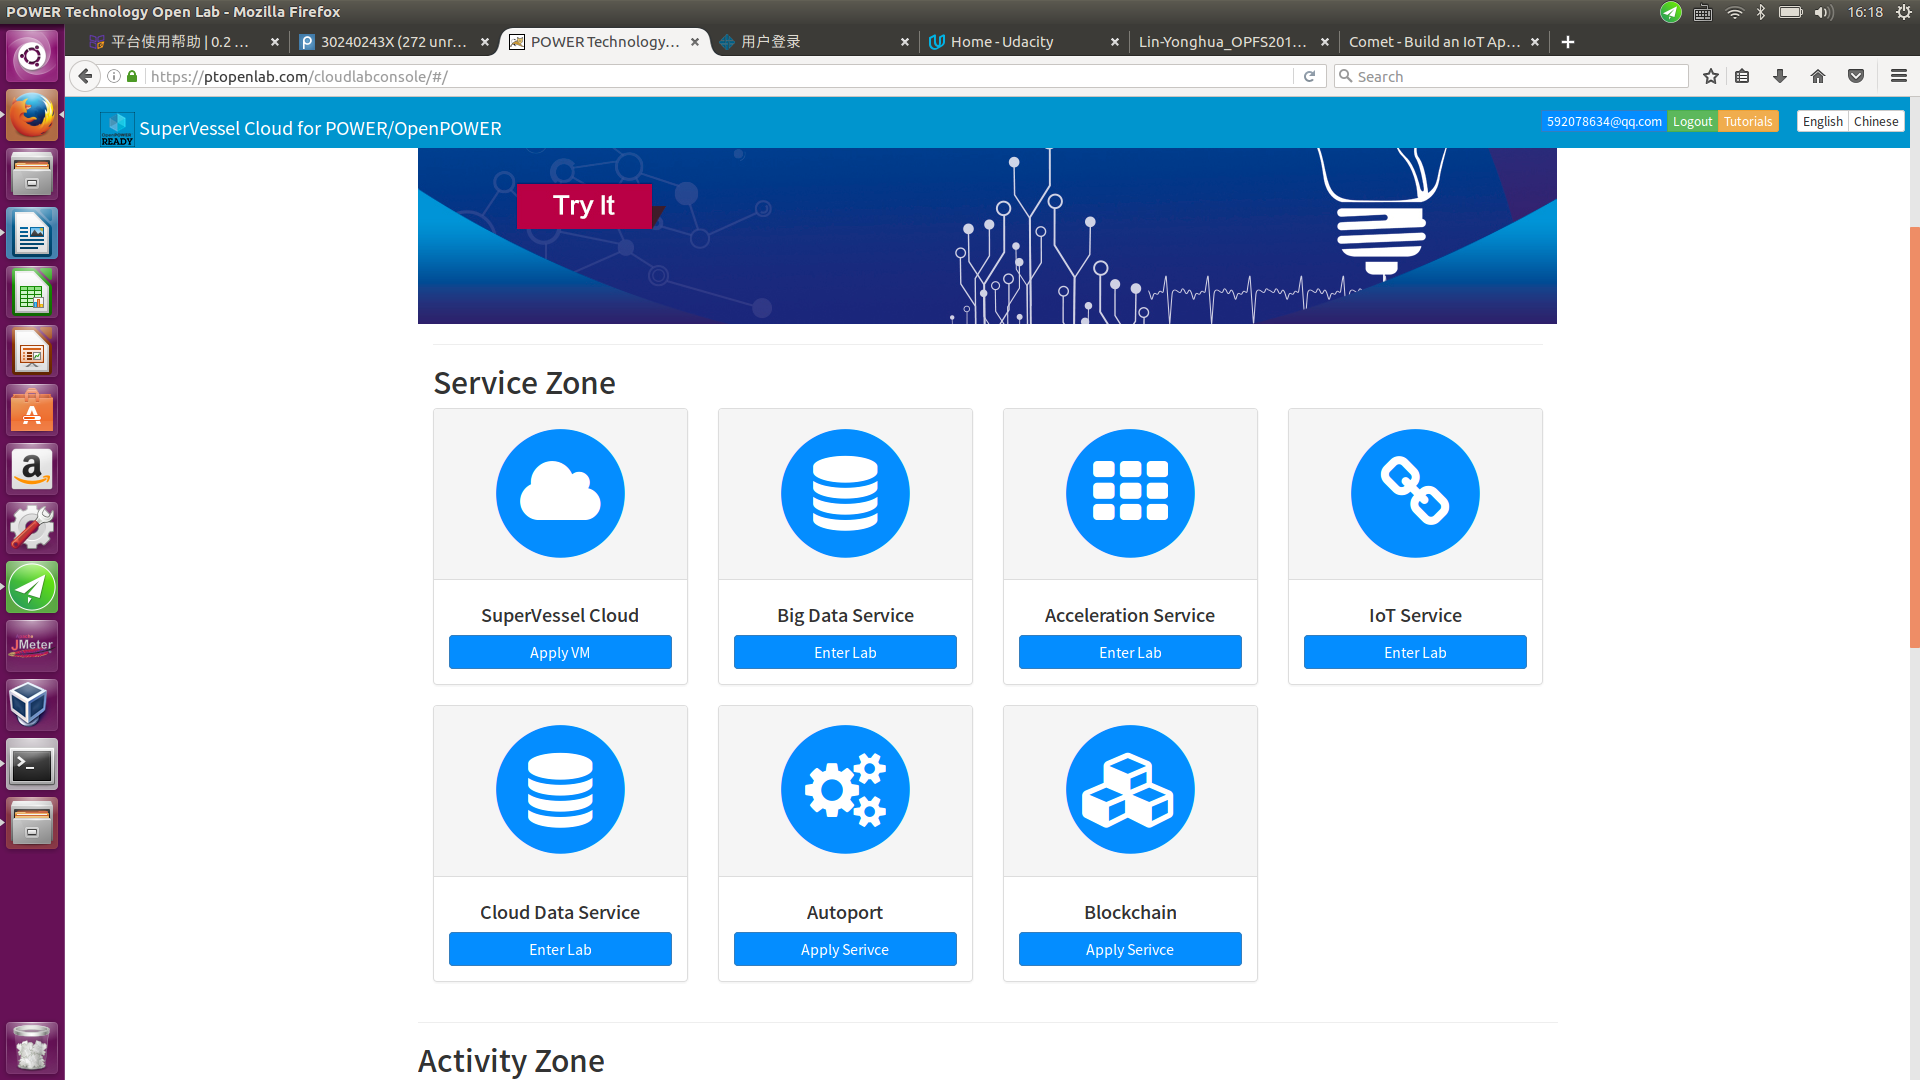 POWER Technology Open Lab - Mozilla Firefox
16:18
平台使用帮助 | 0.2 ...
30240243X (272 unr...
POWER Technology...
用户登录
Home - Udacity
Lin-Yonghua_OPFS201...
Comet - Build an IoT Ap...
https://ptopenlab.com/cloudlabconsole/#/
Search
OpenPOWER
READY
SuperVessel Cloud for POWER/OpenPOWER
592078634@qq.com
Logout
Tutorials
English
Chinese
Try It
Service Zone
SuperVessel Cloud
Apply VM
Big Data Service
Enter Lab
Acceleration Service
Enter Lab
IoT Service
Enter Lab
Cloud Data Service
Enter Lab
Autoport
Apply Serivce
Blockchain
Apply Serivce
Activity Zone
JMeter